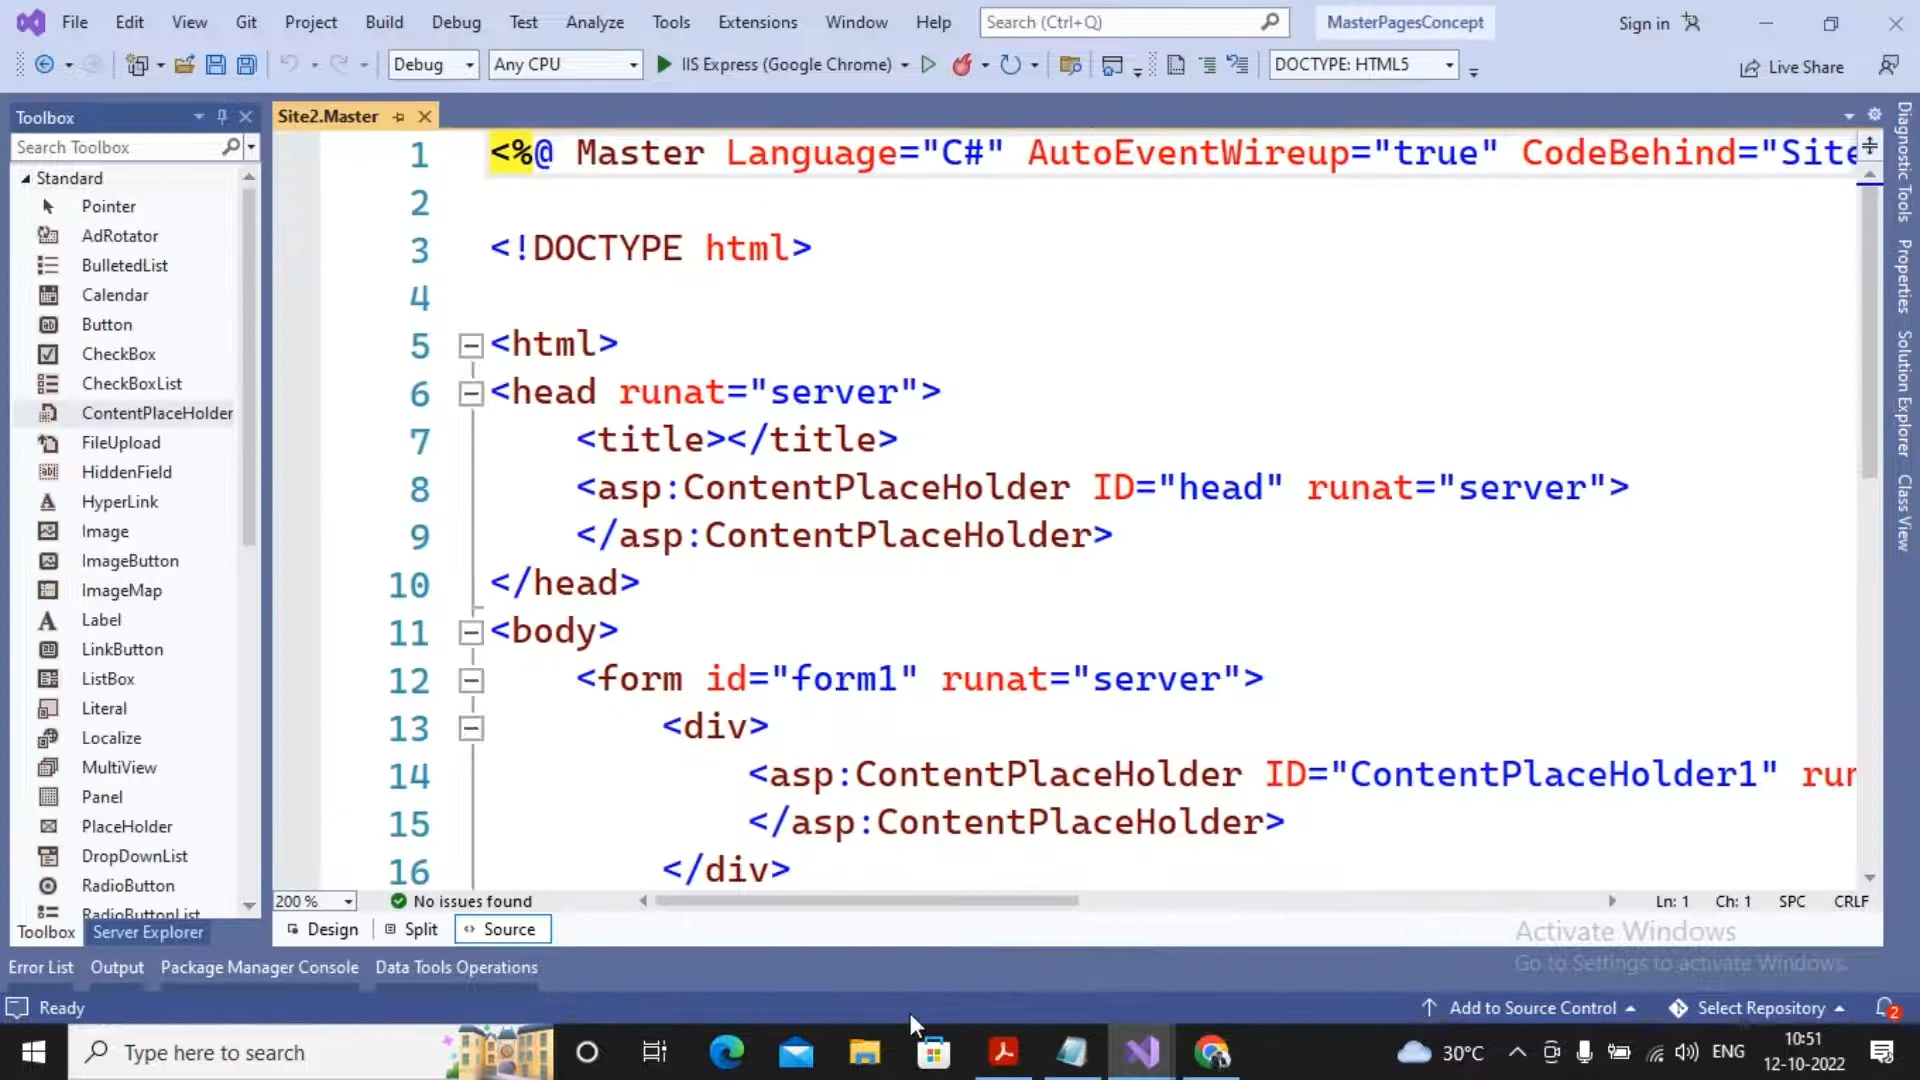 File Edit View Git Project Build Debug Test Analyze Tools Extensions Window Help Search (Ctrl+Q) MasterPagesConcept Sign in
Debug Any CPU IIS Express (Google Chrome) DOCTYPE: HTML5 Live Share
Toolbox
Search Toolbox
Standard
Pointer
AdRotator
BulletedList
Calendar
Button
CheckBox
CheckBoxList
ContentPlaceHolder
FileUpload
HiddenField
HyperLink
Image
ImageButton
ImageMap
Label
LinkButton
ListBox
Literal
Localize
MultiView
Panel
PlaceHolder
DropDownList
RadioButton
RadioButtonList
Toolbox Server Explorer
Site2.Master
1 <%@ Master Language="C#" AutoEventWireup="true" CodeBehind="Site
2
3 <!DOCTYPE html>
4
5 <html>
6 <head runat="server">
7 <title></title>
8 <asp:ContentPlaceHolder ID="head" runat="server">
9 </asp:ContentPlaceHolder>
10 </head>
11 <body>
12 <form id="form1" runat="server">
13 <div>
14 <asp:ContentPlaceHolder ID="ContentPlaceHolder1" run
15 </asp:ContentPlaceHolder>
16 </div>
200 % No issues found Ln: 1 Ch: 1 SPC CRLF
Design Split Source
Diagnostic Tools
Properties
Solution Explorer
Class View
Activate Windows
Go to Settings to activate Windows.
Error List Output Package Manager Console Data Tools Operations
Ready Add to Source Control Select Repository 2
Type here to search 30°C ENG 10:51
12-10-2022